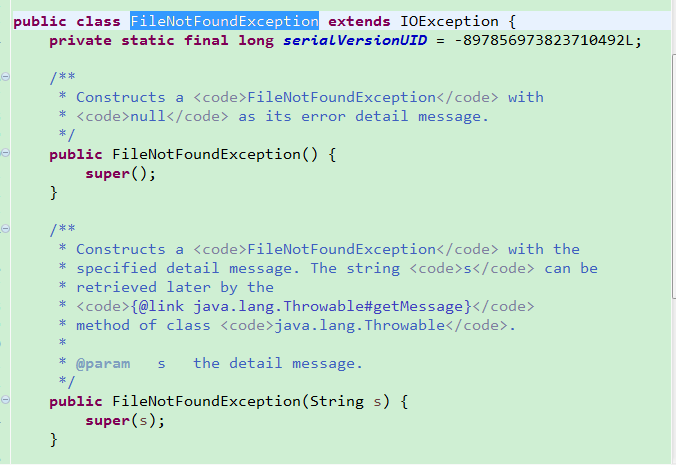 public class FileNotFoundException extends IOException {
    private static final long serialVersionUID = -897856973823710492L;

    /**
     * Constructs a <code>FileNotFoundException</code> with
     * <code>null</code> as its error detail message.
     */
    public FileNotFoundException() {
        super();
    }

    /**
     * Constructs a <code>FileNotFoundException</code> with the
     * specified detail message. The string <code>s</code> can be
     * retrieved later by the
     * <code>{@link java.lang.Throwable#getMessage}</code>
     * method of class <code>java.lang.Throwable</code>.
     *
     * @param   s   the detail message.
     */
    public FileNotFoundException(String s) {
        super(s);
    }